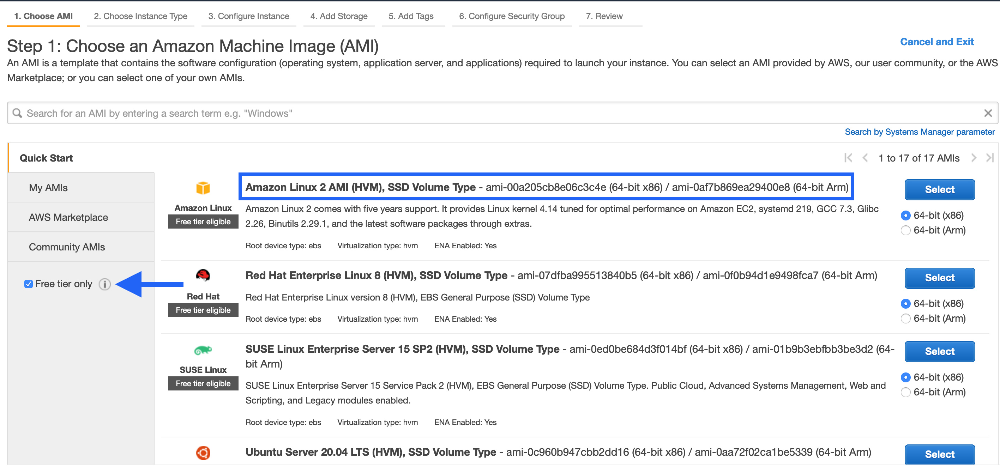 1. Choose AMI 2. Choose Instance Type 3. Configure Instance 4. Add Storage 5. Add Tags 6. Configure Security Group 7. Review
Step 1: Choose an Amazon Machine Image (AMI)
Cancel and Exit
An AMI is a template that contains the software configuration (operating system, application server, and applications) required to launch your instance. You can select an AMI provided by AWS, our user community, or the AWS
Marketplace; or you can select one of your own AMIs.
Search for an AMI by entering a search term e.g. "Windows"
Search by Systems Manager parameter
Quick Start
1 to 17 of 17 AMIs
My AMIs
AWS Marketplace
Community AMIs
Free tier only
Amazon Linux
Free tier eligible
Amazon Linux 2 AMI (HVM), SSD Volume Type - ami-00a205cb8e06c3c4e (64-bit x86) / ami-0af7b869ea29400e8 (64-bit Arm)
Amazon Linux 2 comes with five years support. It provides Linux kernel 4.14 tuned for optimal performance on Amazon EC2, systemd 219, GCC 7.3, Glibc
2.26, Binutils 2.29.1, and the latest software packages through extras.
Root device type: ebs Virtualization type: hvm ENA Enabled: Yes
Select
64-bit (x86)
64-bit (Arm)
Red Hat
Free tier eligible
Red Hat Enterprise Linux 8 (HVM), SSD Volume Type - ami-07dfba995513840b5 (64-bit x86) / ami-0f0b94d1e9498fca7 (64-bit Arm)
Red Hat Enterprise Linux version 8 (HVM), EBS General Purpose (SSD) Volume Type
Root device type: ebs Virtualization type: hvm ENA Enabled: Yes
Select
64-bit (x86)
64-bit (Arm)
SUSE Linux
Free tier eligible
SUSE Linux Enterprise Server 15 SP2 (HVM), SSD Volume Type - ami-0ed0be684d3f014bf (64-bit x86) / ami-01b9b3ebfbb3be3d2 (64-
bit Arm)
SUSE Linux Enterprise Server 15 Service Pack 2 (HVM), EBS General Purpose (SSD) Volume Type. Public Cloud, Advanced Systems Management, Web and
Scripting, and Legacy modules enabled.
Root device type: ebs Virtualization type: hvm ENA Enabled: Yes
Select
64-bit (x86)
64-bit (Arm)
Ubuntu Server 20.04 LTS (HVM), SSD Volume Type - ami-0c960b947cbb2dd16 (64-bit x86) / ami-0aa72f02ca1be5339 (64-bit Arm)
Select